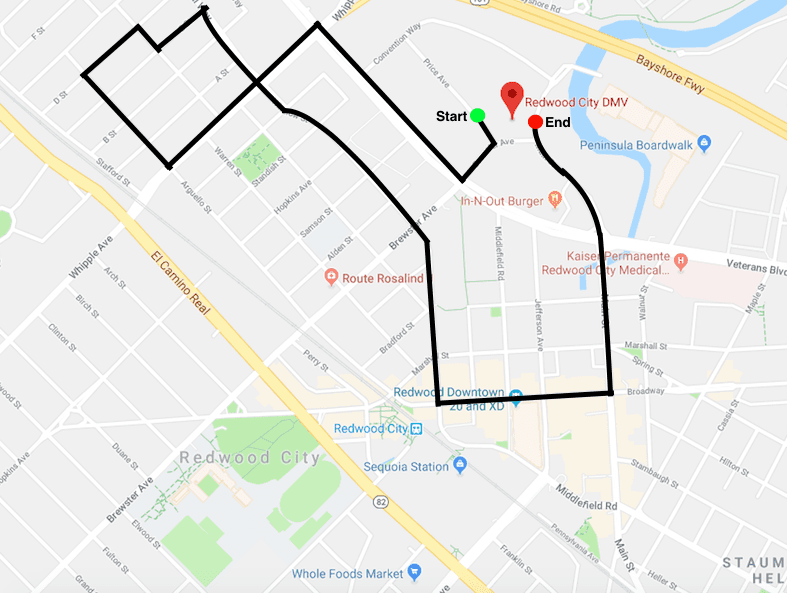 Whipp
Bayshore Rd
F St
Convention Way
Bayshore Fwy
A St
Price Ave
D St
Redwood City DMV
Start
End
Ave
Peninsula Boardwalk
B St
Warren St
Standish St
Stafford St
Arguello St
Hopkins Ave
In-N-Out Burger
Samson St
Brewster Ave
Whipple Ave
Alden St
Middlefield Rd
Kaiser Permanente
Redwood City Medical...
Veterans Blvd
El Camino Real
Arch St
Route Rosalind
Birch St
Walnut St
Maple St
Jefferson Ave
Clinton St
Bradford St
Perry St
Marshall St
Spring St
Redwood Downtown
20 and XD
Broadway
Cassia St
Redwood City
Duane St
Redwood City
Hilton St
Sequoia Station
Stambaugh St
Brewster Ave
82
Middlefield Rd
Elwood St
Pennsylvania Ave
Main St
Fulton St
Franklin St
Heller St
STAUM
HEL
Whole Foods Market
Grand